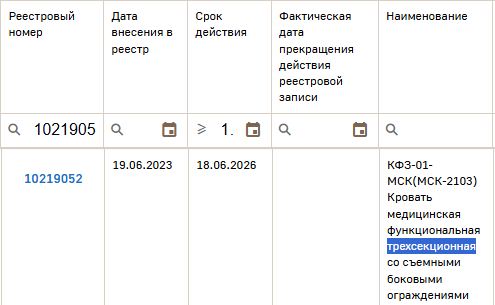 Реестровый номер
Дата внесения в реестр
Срок действия
Фактическая дата прекращения действия реестровой записи
Наименование
1021905
⩾ 1.
10219052
19.06.2023
18.06.2026
КФЗ-01-
МСК(МСК-2103)
Кровать
медицинская
функциональная
трехсекционная
со съемными
боковыми
ограждениями